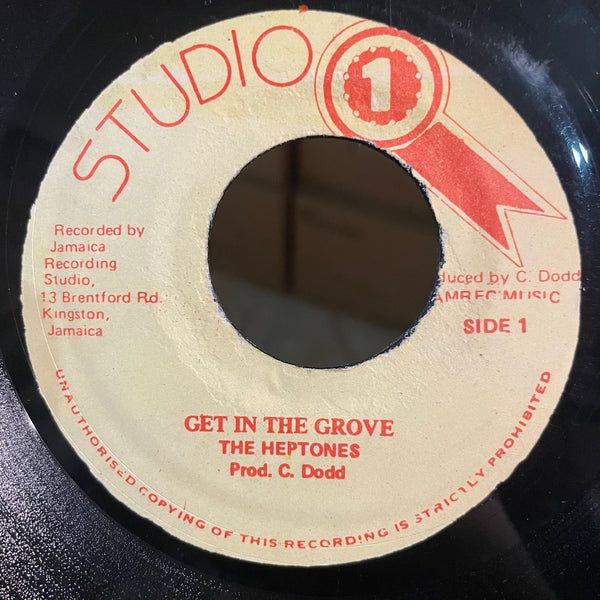 STUDIO 1
Recorded by
Jamaica
Recording
Studio,
13 Brentford Rd.
Kingston,
Jamaica
duced by C. Dodd
JAMREC MUSIC
SIDE 1
GET IN THE GROVE
THE HEPTONES
Prod. C. Dodd
UNAUTHORISED COPYING OF THIS RECORDING IS STRICTLY PROHIBITED